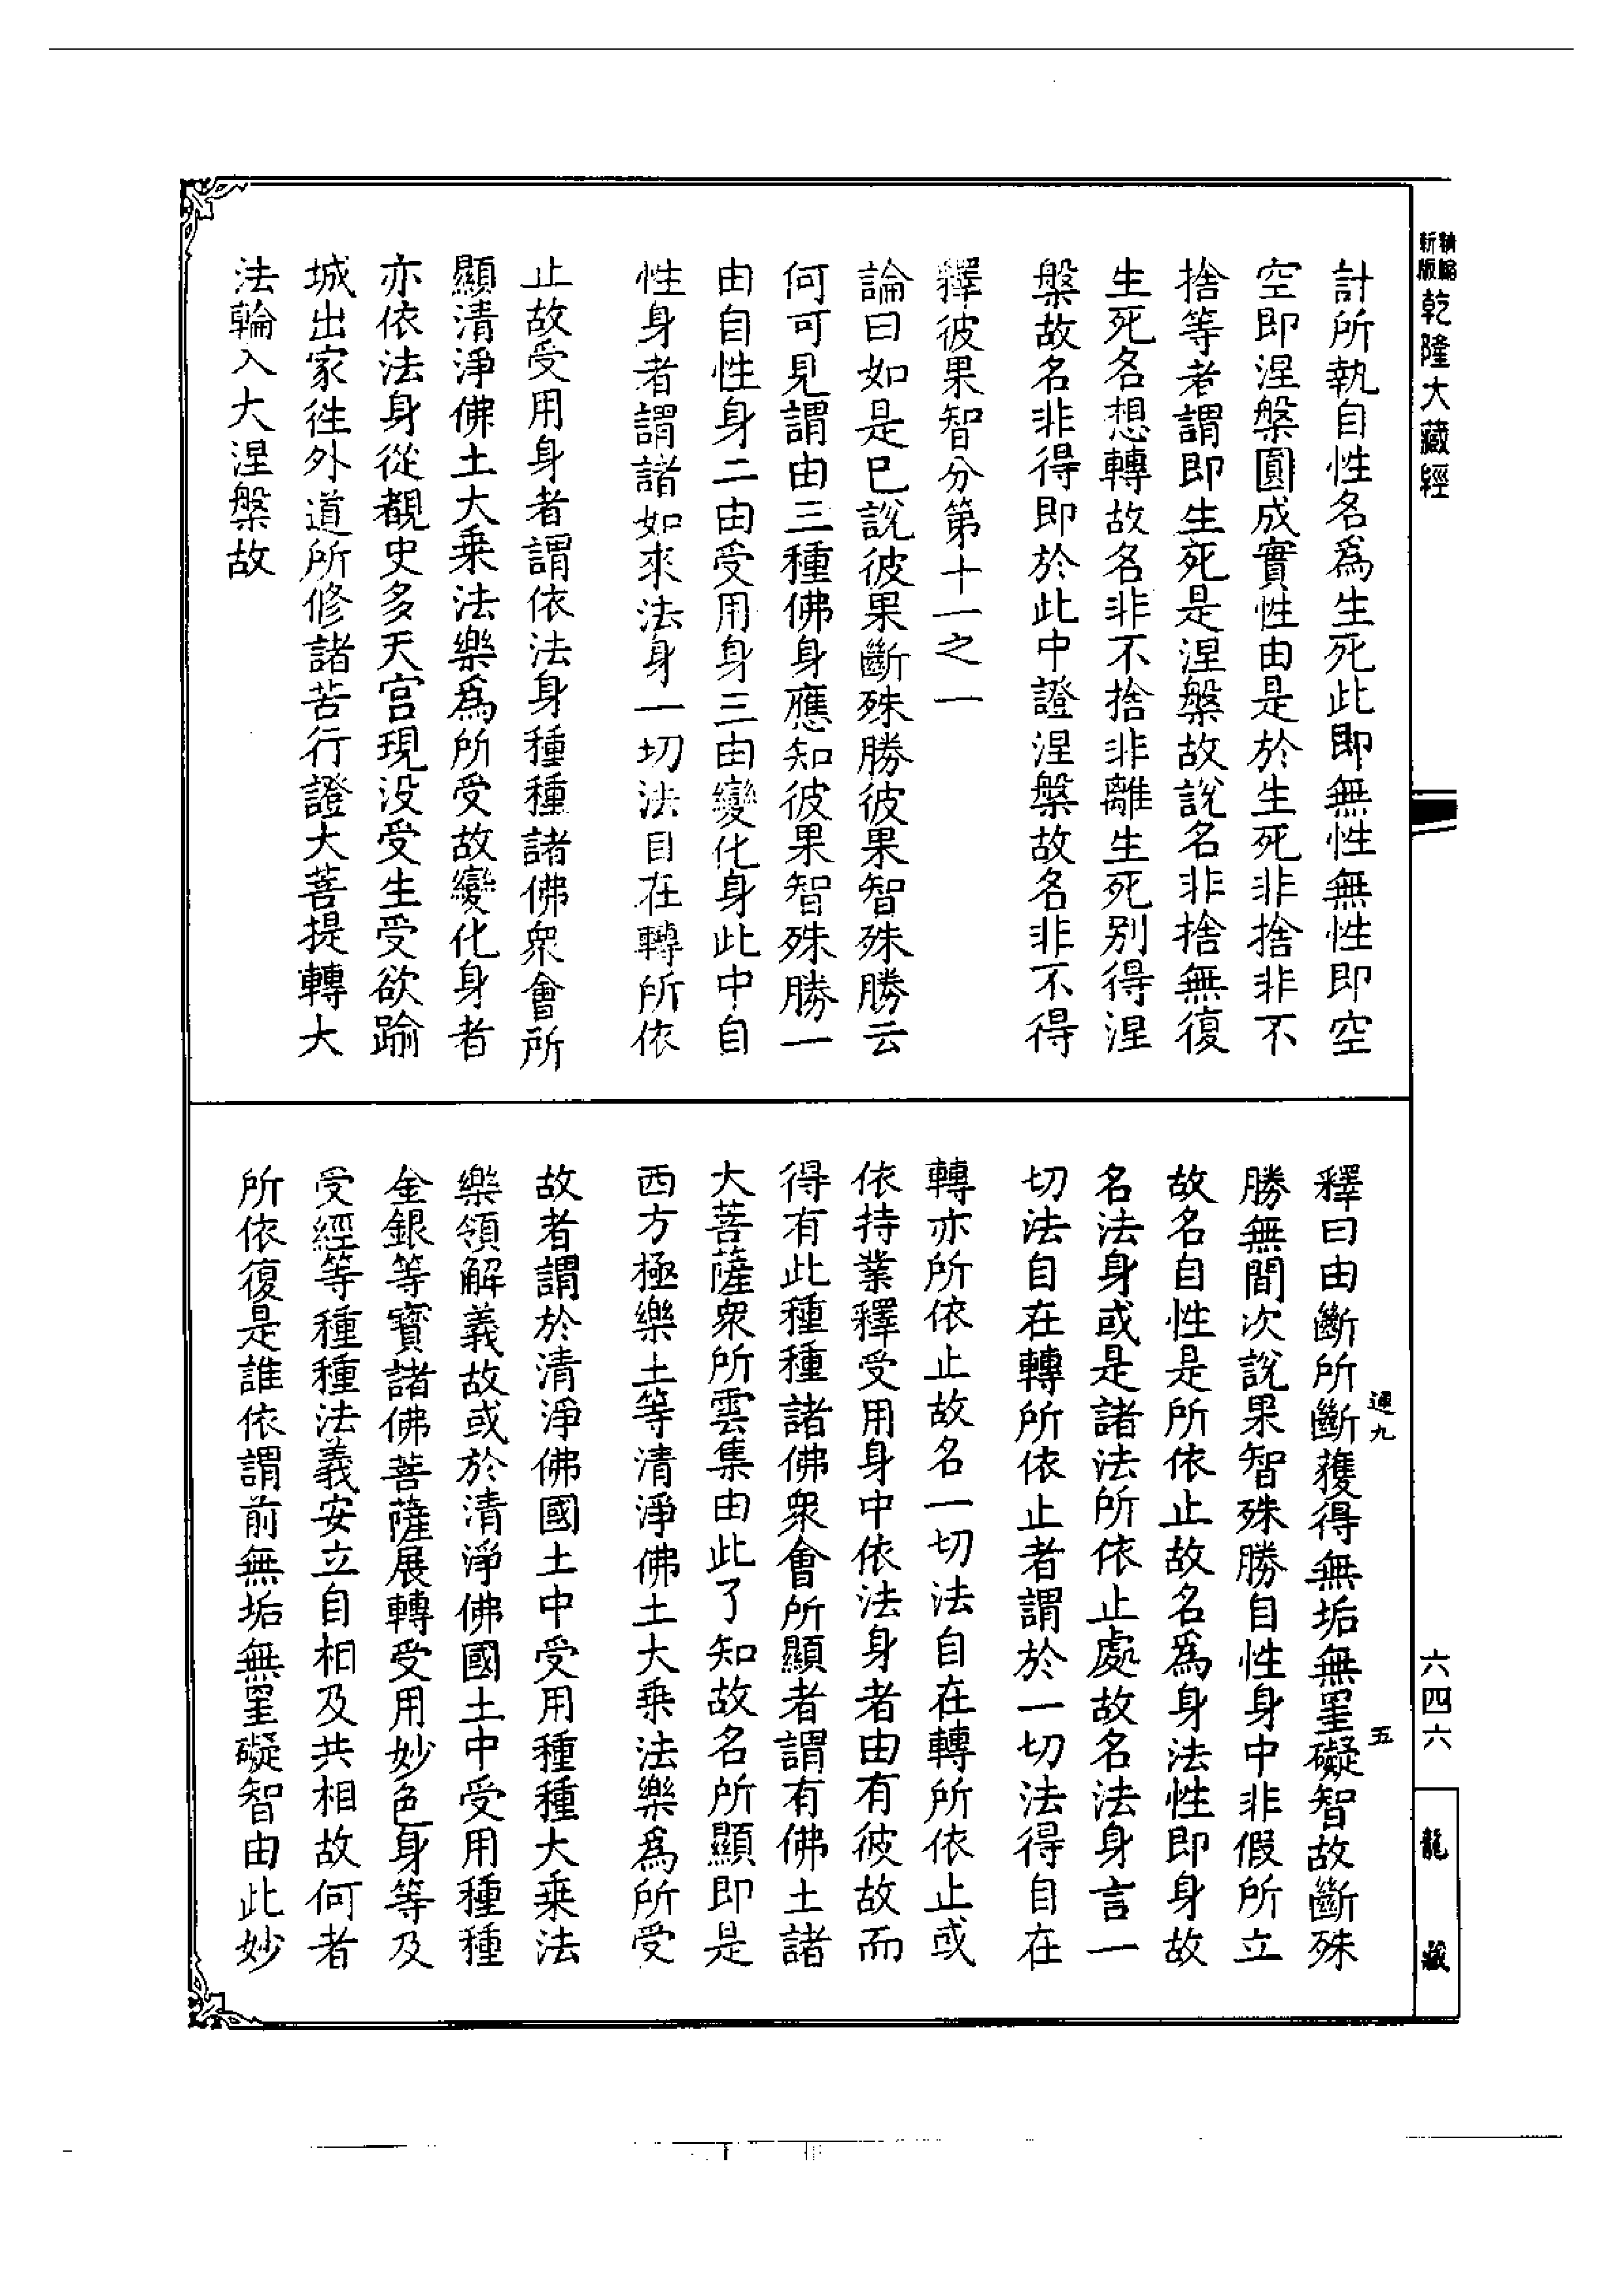 精縮
新版
乾隆大藏經
計所執自性名爲生死此即無性無性即空
空即涅槃圓成實性由是於生死非捨非不
捨等者謂即生死是涅槃故說名非捨無復
生死名想轉故名非不捨非離生死別得涅
槃故名非得即於此中證涅槃故名非不得
釋彼果智分第十一之一
論曰如是已說彼果斷殊勝彼果智殊勝云
何可見謂由三種佛身應知彼果智殊勝一
由自性身二由受用身三由變化身此中自
性身者謂諸如來法身一切法自在轉所依
止故受用身者謂依法身種種諸佛衆會所
顯清淨佛土大乘法樂爲所受故變化身者
亦依法身從覩史多天宮現没受生受欲踰
城出家徃外道所修諸苦行證大菩提轉大
法輪入大涅槃故
釋曰由斷所斷獲得無垢無罣礙智故斷殊
勝無間次說果智殊勝自性身中非假所立
故名自性是所依止故名爲身法性即身故
名法身或是諸法所依止處故名法身言一
切法自在轉所依止者謂於一切法得自在
轉亦所依止故名一切法自在轉所依止或
依持業釋受用身中依法身者由有彼故而
得有此種種諸佛衆會所顯者謂有佛土諸
大菩薩衆所雲集由此了知故名所顯即是
西方極樂土等清淨佛土大乘法樂爲所受
故者謂於清淨佛國土中受用種種大乘法
樂領解義故或於清淨佛國土中受用種種
金銀等寶諸佛菩薩展轉受用妙色身等及
受經等種種法義安立自相及共相故何者
所依復是誰依謂前無垢無罣礙智由此妙
運九
五
六四六
龍藏